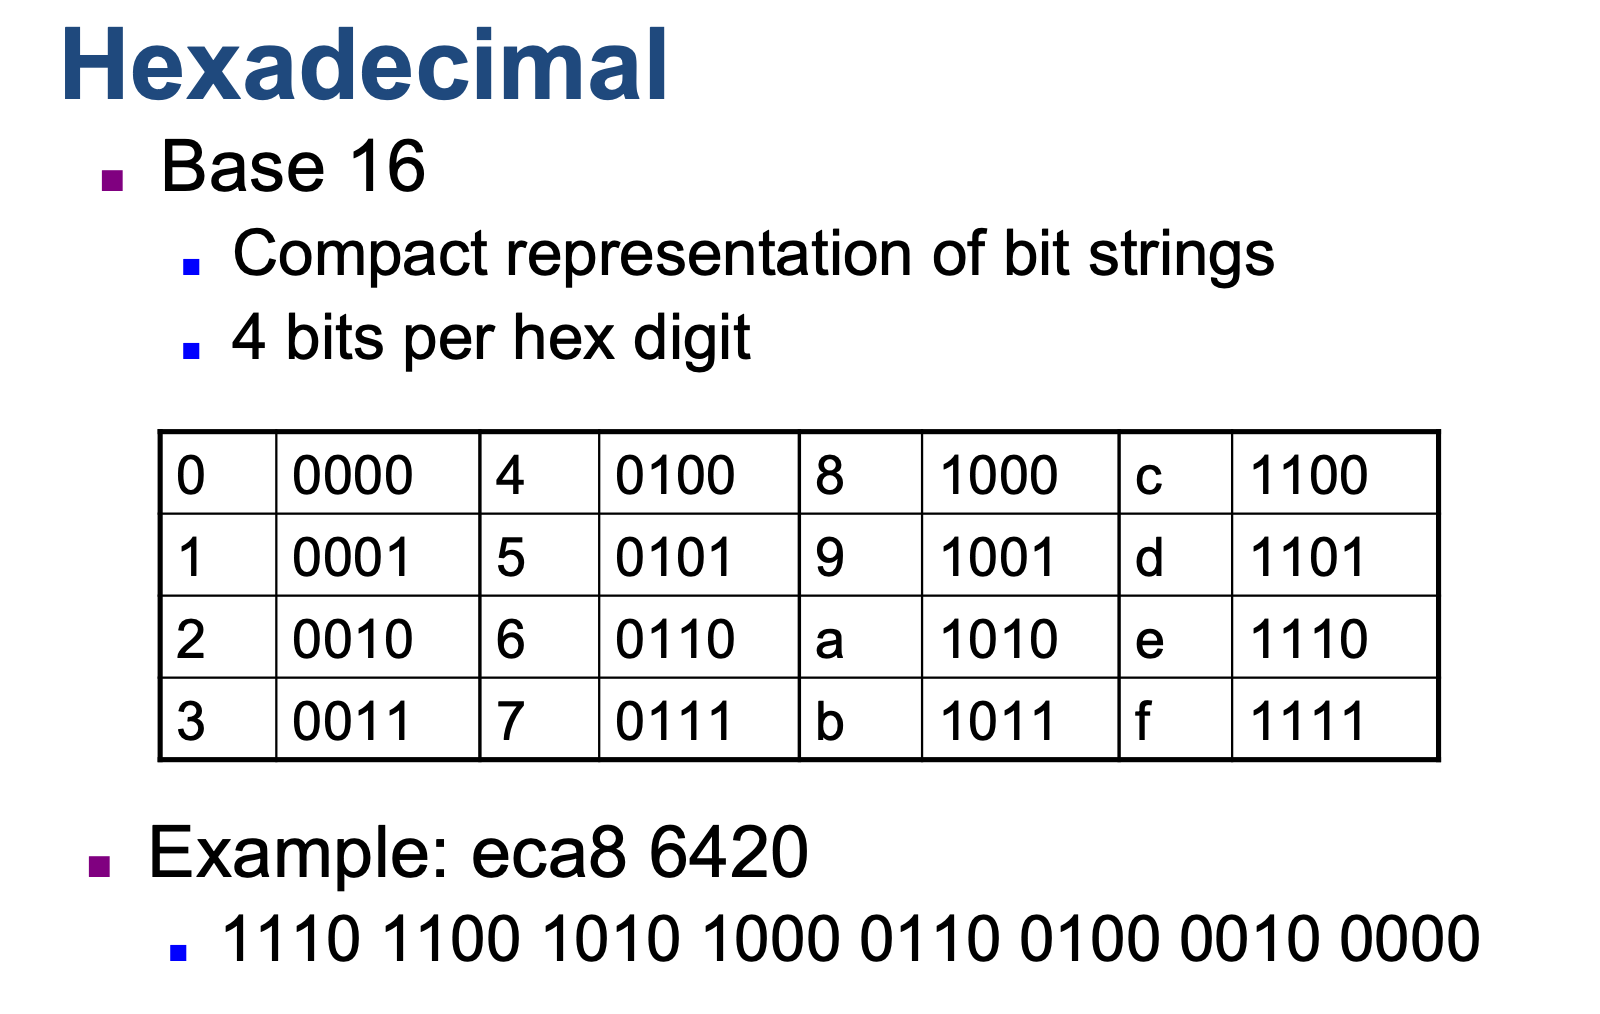 Hexadecimal
Base 16
Compact representation of bit strings
4 bits per hex digit
0 0000 4 0100 8 1000 c 1100
1 0001 5 0101 9 1001 d 1101
2 0010 6 0110 a 1010 e 1110
3 0011 7 0111 b 1011 f 1111
Example: eca8 6420
1110 1100 1010 1000 0110 0100 0010 0000